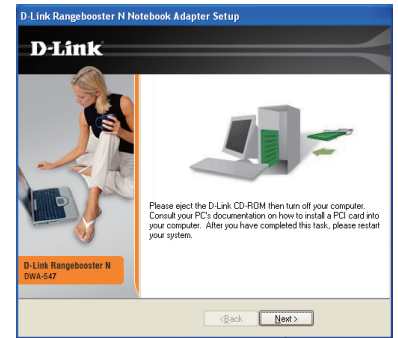 D-Link Rangebooster N Notebook Adapter Setup
D-Link
Please eject the D-Link CD-ROM then turn off your computer.
Consult your PC's documentation on how to install a PCI card into
your computer. After you have completed this task, please restart
your system.
D-Link Rangebooster N
DWA-547
<Back
Next>